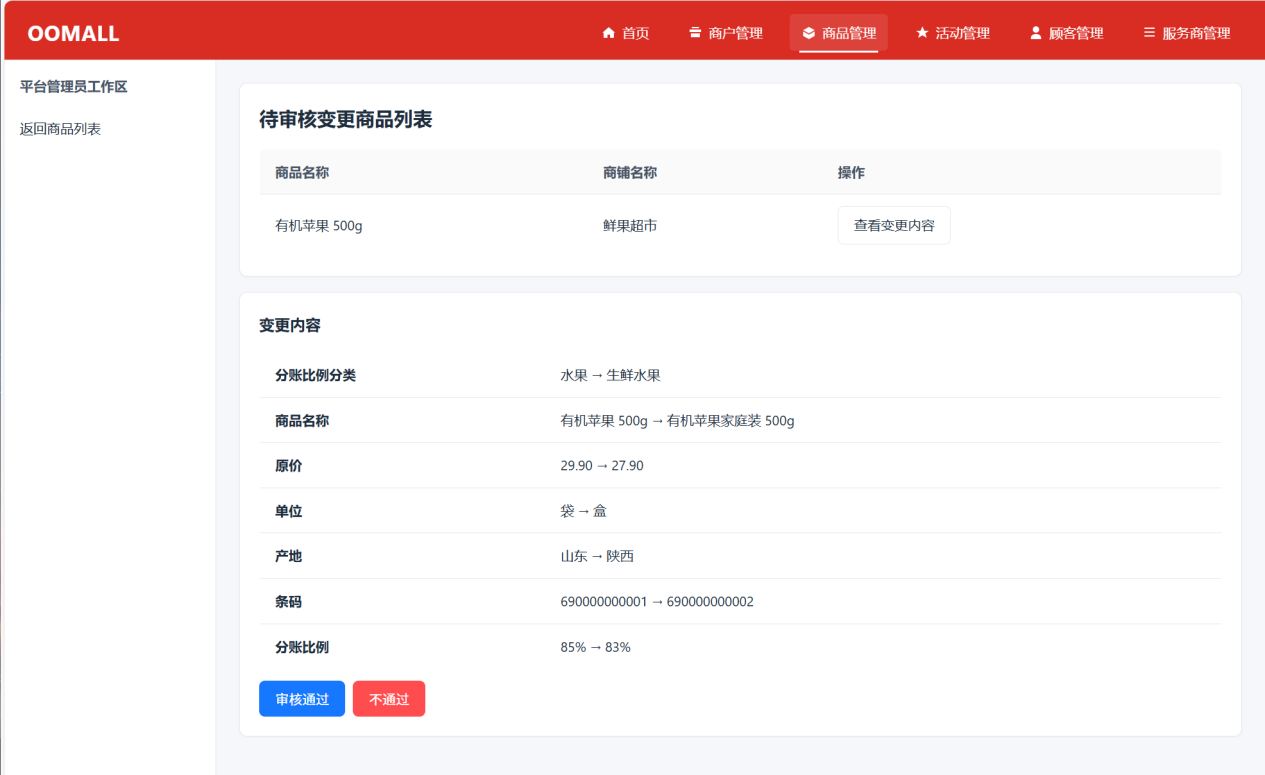 OOMALL 首页 商户管理 商品管理 活动管理 顾客管理 服务商管理
平台管理员工作区
返回商品列表
待审核变更商品列表
商品名称 商铺名称 操作
有机苹果 500g 鲜果超市 查看变更内容
变更内容
分账比例分类 水果 → 生鲜水果
商品名称 有机苹果 500g → 有机苹果家庭装 500g
原价 29.90 → 27.90
单位 袋 → 盒
产地 山东 → 陕西
条码 690000000001 → 690000000002
分账比例 85% → 83%
审核通过 不通过